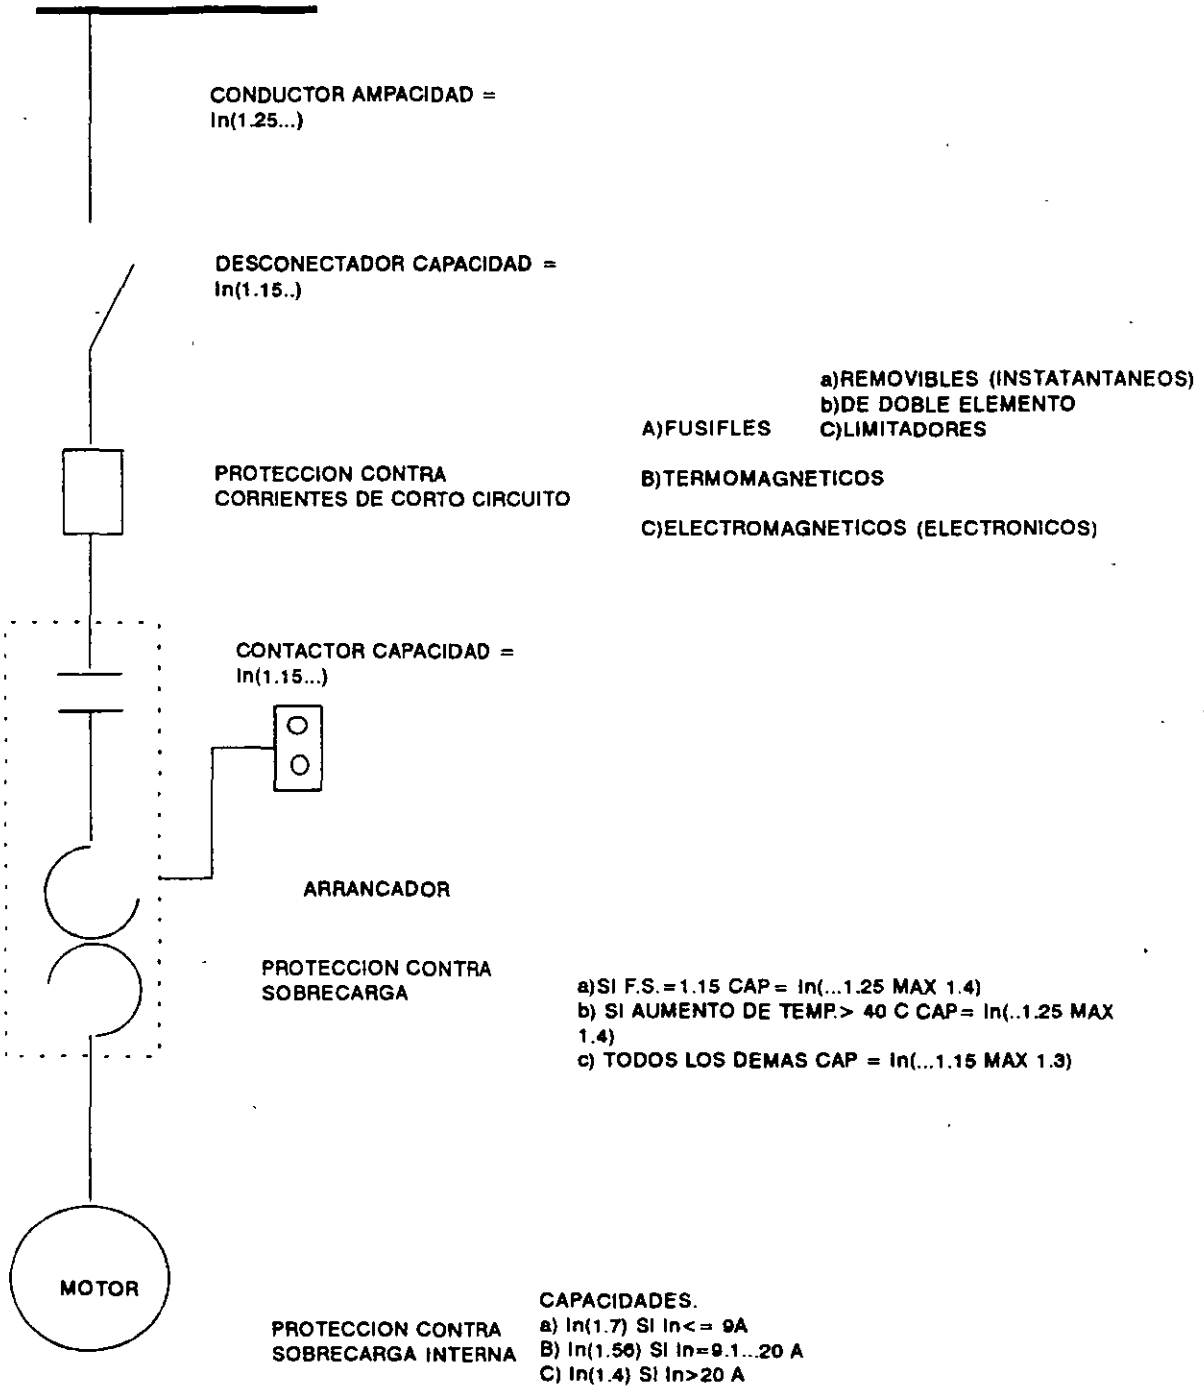 CONDUCTOR AMPACIDAD =
In(1.25...)
DESCONECTADOR CAPACIDAD =
In(1.15..)
a)REMOVIBLES (INSTATANTANEOS)
b)DE DOBLE ELEMENTO
A)FUSIFLES C)LIMITADORES
PROTECCION CONTRA
CORRIENTES DE CORTO CIRCUITO
B)TERMOMAGNETICOS
C)ELECTROMAGNETICOS (ELECTRONICOS)
CONTACTOR CAPACIDAD =
In(1.15...)
ARRANCADOR
PROTECCION CONTRA
SOBRECARGA
a)SI F.S.=1.15 CAP= In(...1.25 MAX 1.4)
b) SI AUMENTO DE TEMP.> 40 C CAP= In(..1.25 MAX
1.4)
c) TODOS LOS DEMAS CAP = In(...1.15 MAX 1.3)
MOTOR
PROTECCION CONTRA
SOBRECARGA INTERNA
CAPACIDADES.
a) In(1.7) SI In<= 9A
B) In(1.56) SI In=9.1...20 A
C) In(1.4) SI In>20 A